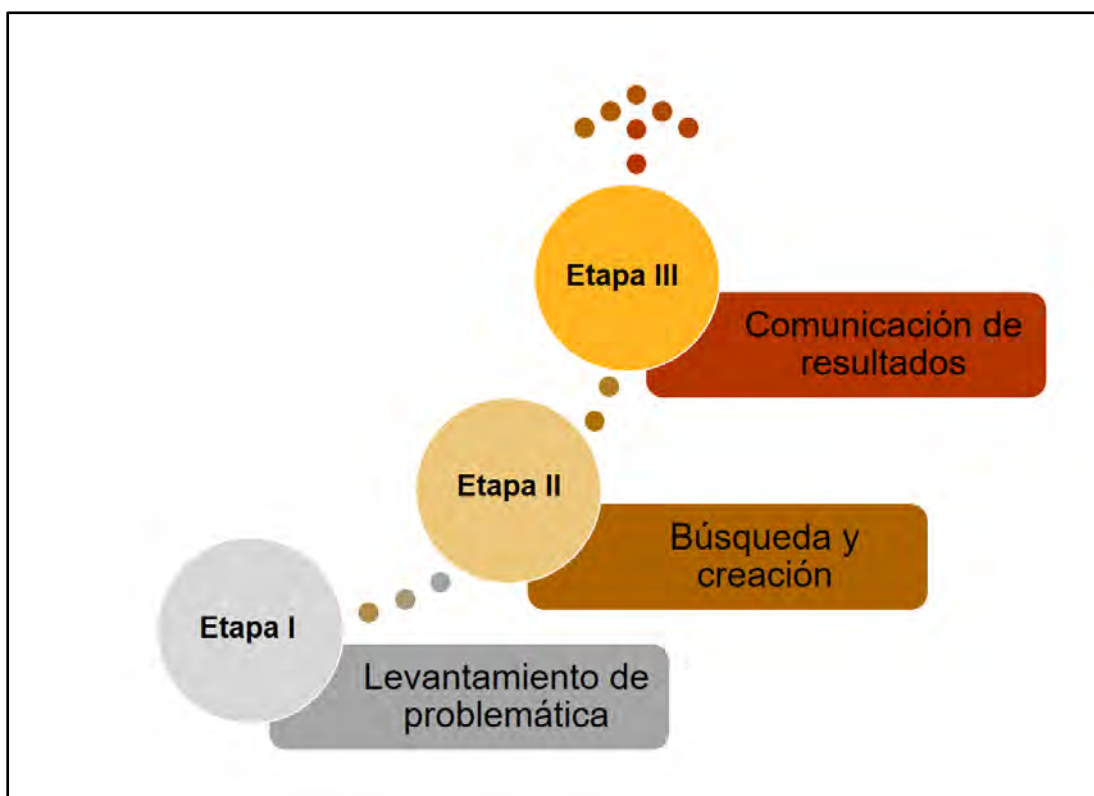 Etapa III
Comunicación de
resultados
Etapa II
Búsqueda y
creación
Etapa I
Levantamiento de
problemática